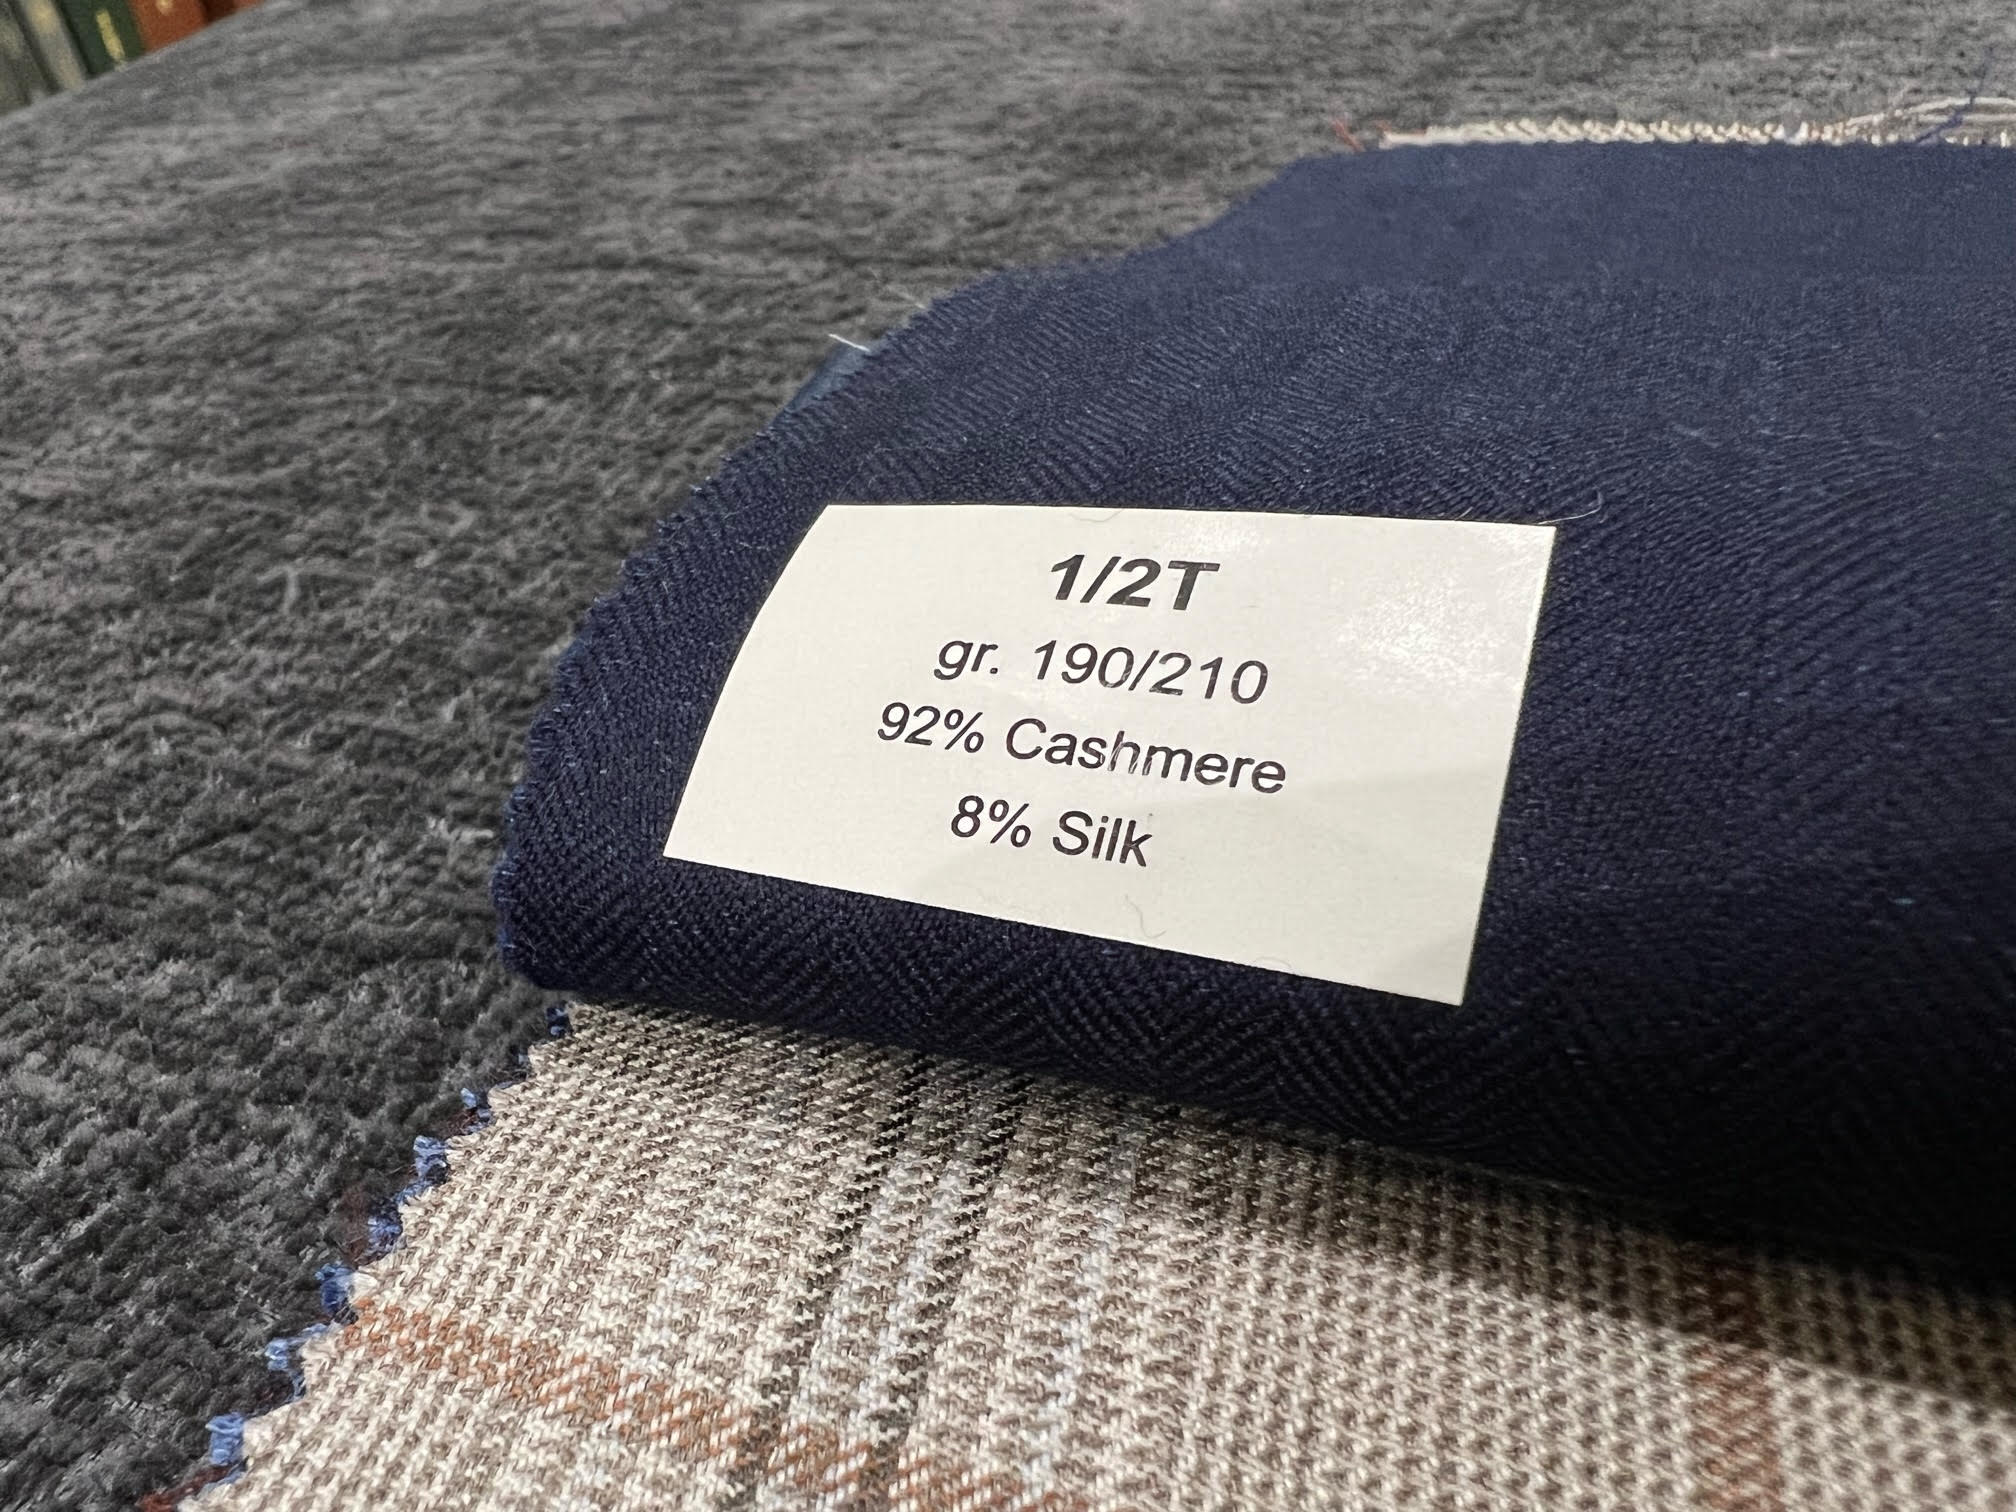 1/2T
gr. 190/210
92% Cashmere
8% Silk